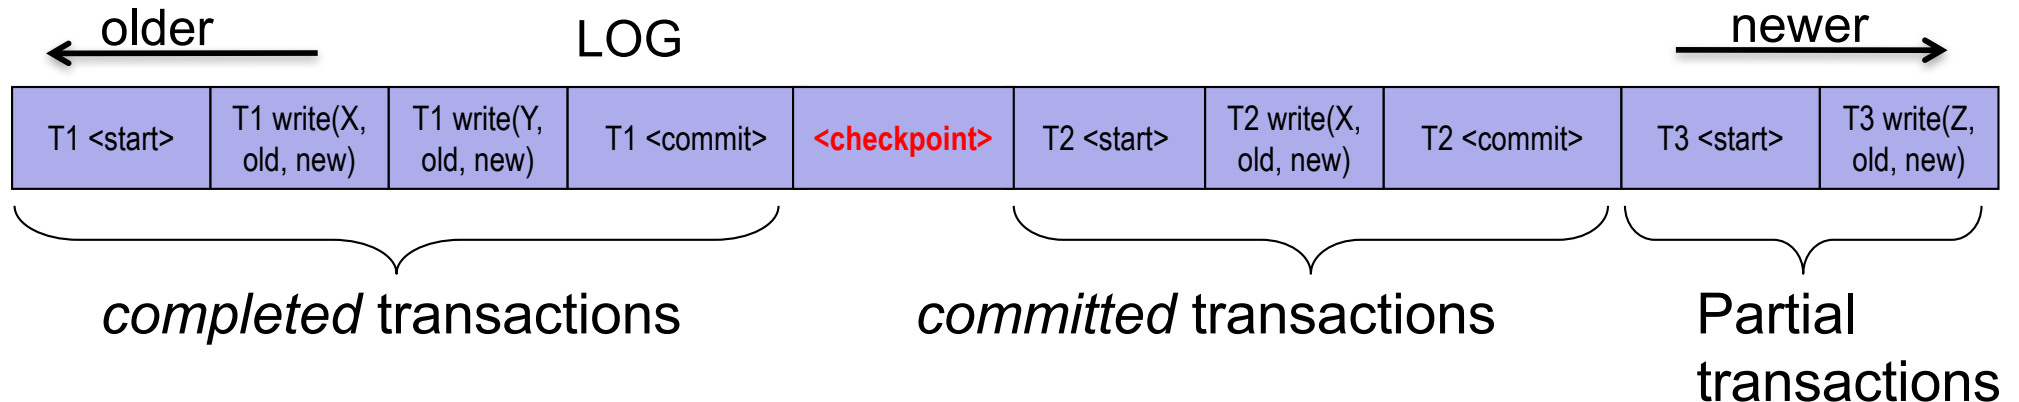 older
LOG
newer
T1 <start>
T1 write(X,
old, new)
T1 write(Y,
old, new)
T1 <commit>
<checkpoint>
T2 <start>
T2 write(X,
old, new)
T2 <commit>
T3 <start>
T3 write(Z,
old, new)
completed transactions
committed transactions
Partial
transactions